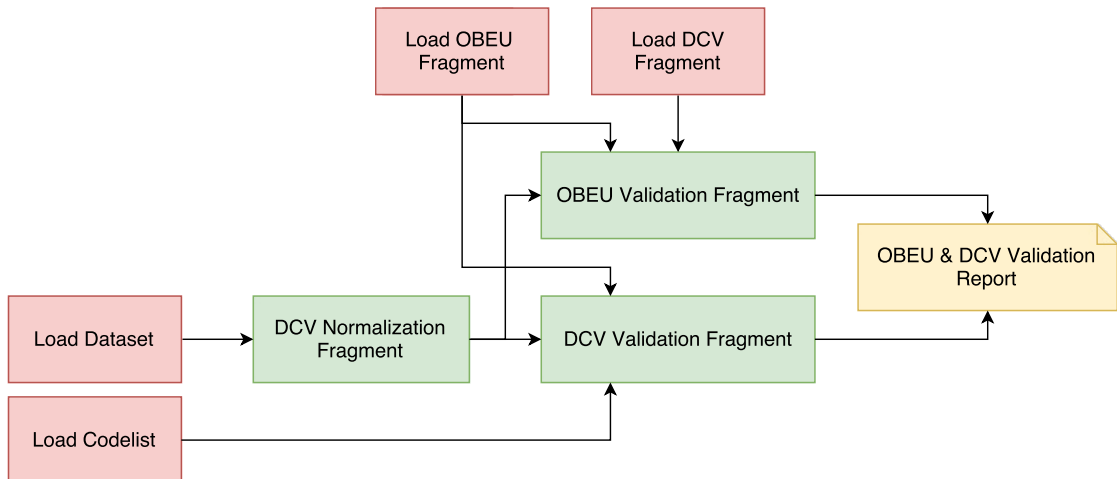 Load OBEU
Fragment
Load DCV
Fragment
OBEU Validation Fragment
OBEU & DCV Validation
Report
Load Dataset
DCV Normalization
Fragment
DCV Validation Fragment
Load Codelist